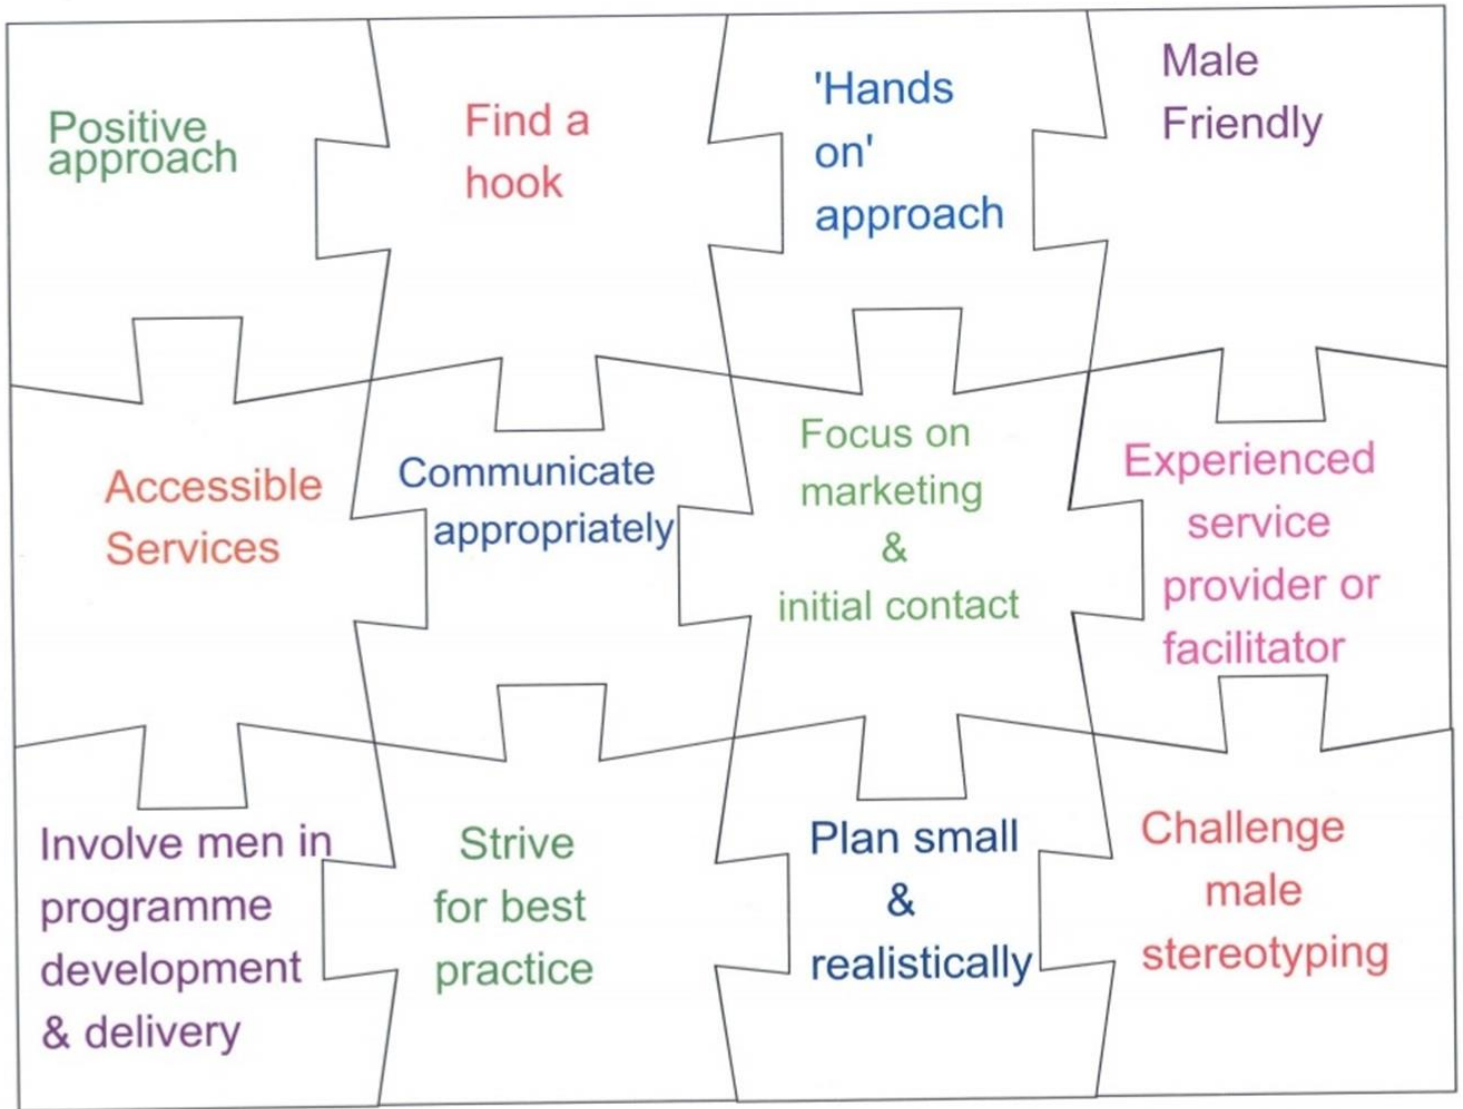 Positive
approach
Find a
hook
'Hands
on'
approach
Male
Friendly
Accessible
Services
Communicate
appropriately
Focus on
marketing
&
initial contact
Experienced
service
provider or
facilitator
Involve men in
programme
development
& delivery
Strive
for best
practice
Plan small
&
realistically
Challenge
male
stereotyping